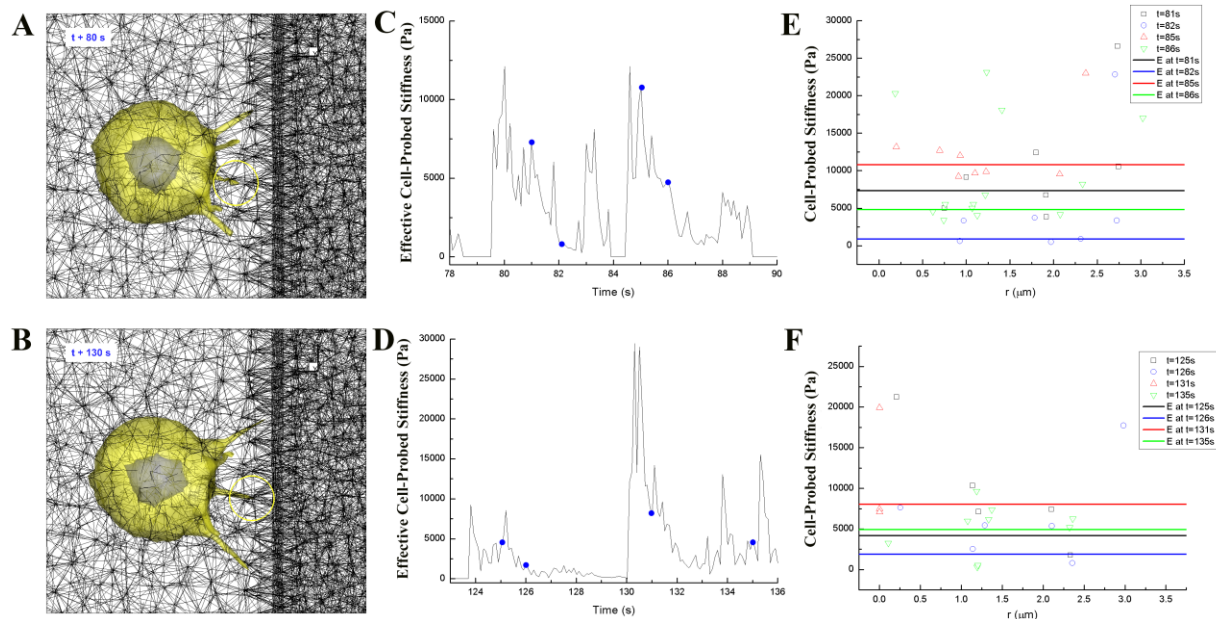 A
t + 80 s
C
Effective Cell-Probed Stiffness (Pa)
15000
10000
5000
0
78
80
82
84
86
88
90
Time (s)
E
Cell-Probed Stiffness (Pa)
30000
25000
20000
15000
10000
5000
0
0.0
0.5
1.0
1.5
2.0
2.5
3.0
3.5
r (μm)
t=81s
t=82s
t=85s
t=86s
E at t=81s
E at t=82s
E at t=85s
E at t=86s
B
t + 130 s
D
Effective Cell-Probed Stiffness (Pa)
30000
25000
20000
15000
10000
5000
0
124
126
128
130
132
134
136
Time (s)
F
Cell-Probed Stiffness (Pa)
25000
20000
15000
10000
5000
0
0.0
0.5
1.0
1.5
2.0
2.5
3.0
3.5
r (μm)
t=125s
t=126s
t=131s
t=135s
E at t=125s
E at t=126s
E at t=131s
E at t=135s